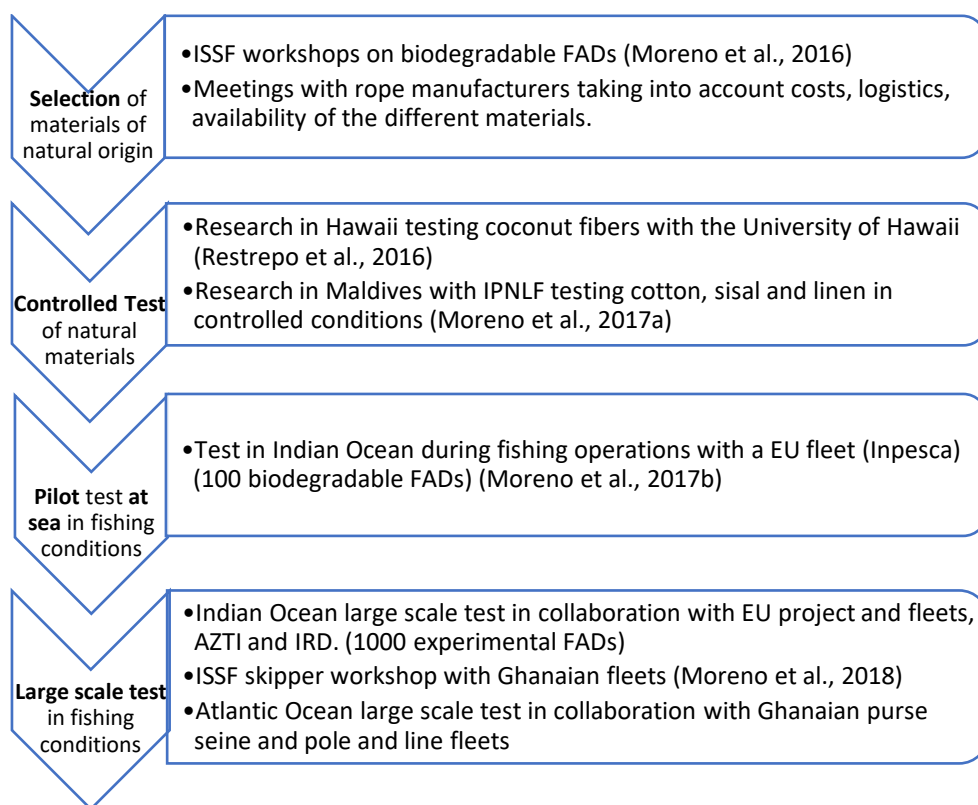 Selection of
materials of
natural origin
•ISSF workshops on biodegradable FADs (Moreno et al., 2016)
•Meetings with rope manufacturers taking into account costs, logistics,
availability of the different materials.
Controlled Test
of natural
materials
•Research in Hawaii testing coconut fibers with the University of Hawaii
(Restrepo et al., 2016)
•Research in Maldives with IPNLF testing cotton, sisal and linen in
controlled conditions (Moreno et al., 2017a)
Pilot test at
sea in fishing
conditions
•Test in Indian Ocean during fishing operations with a EU fleet (Inpesca)
(100 biodegradable FADs) (Moreno et al., 2017b)
Large scale test
in fishing
conditions
•Indian Ocean large scale test in collaboration with EU project and fleets,
AZTI and IRD. (1000 experimental FADs)
•ISSF skipper workshop with Ghanaian fleets (Moreno et al., 2018)
•Atlantic Ocean large scale test in collaboration with Ghanaian purse
seine and pole and line fleets